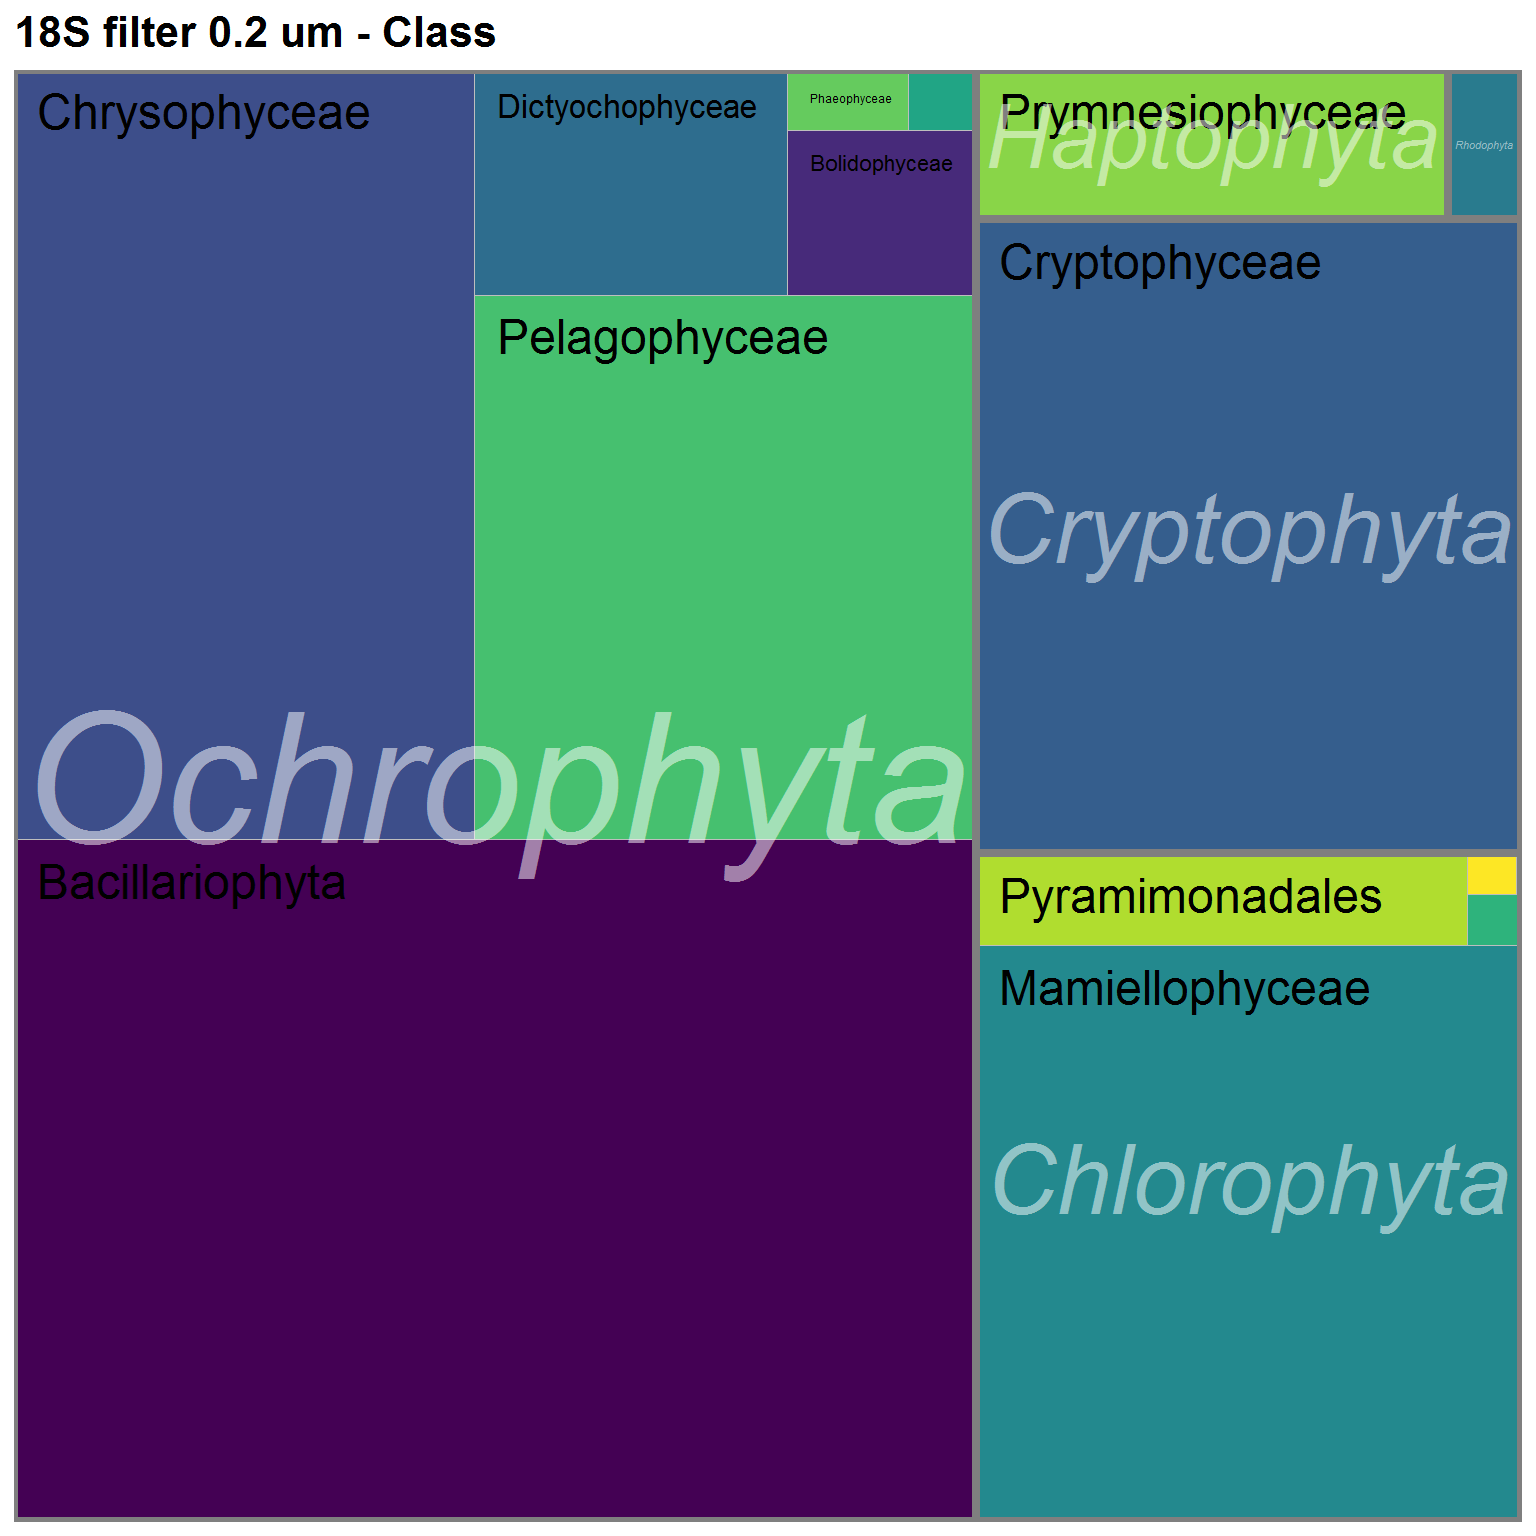 18S filter 0.2 um - Class
Chrysophyceae
Dictyochophyceae
Phaeophyceae
Bolidophyceae
Pelagophyceae
Ochrophyta
Bacillariophyta
Prymnesiophyceae
Haptophyta
Rhodophyta
Cryptophyceae
Cryptophyta
Pyramimonadales
Mamiellophyceae
Chlorophyta